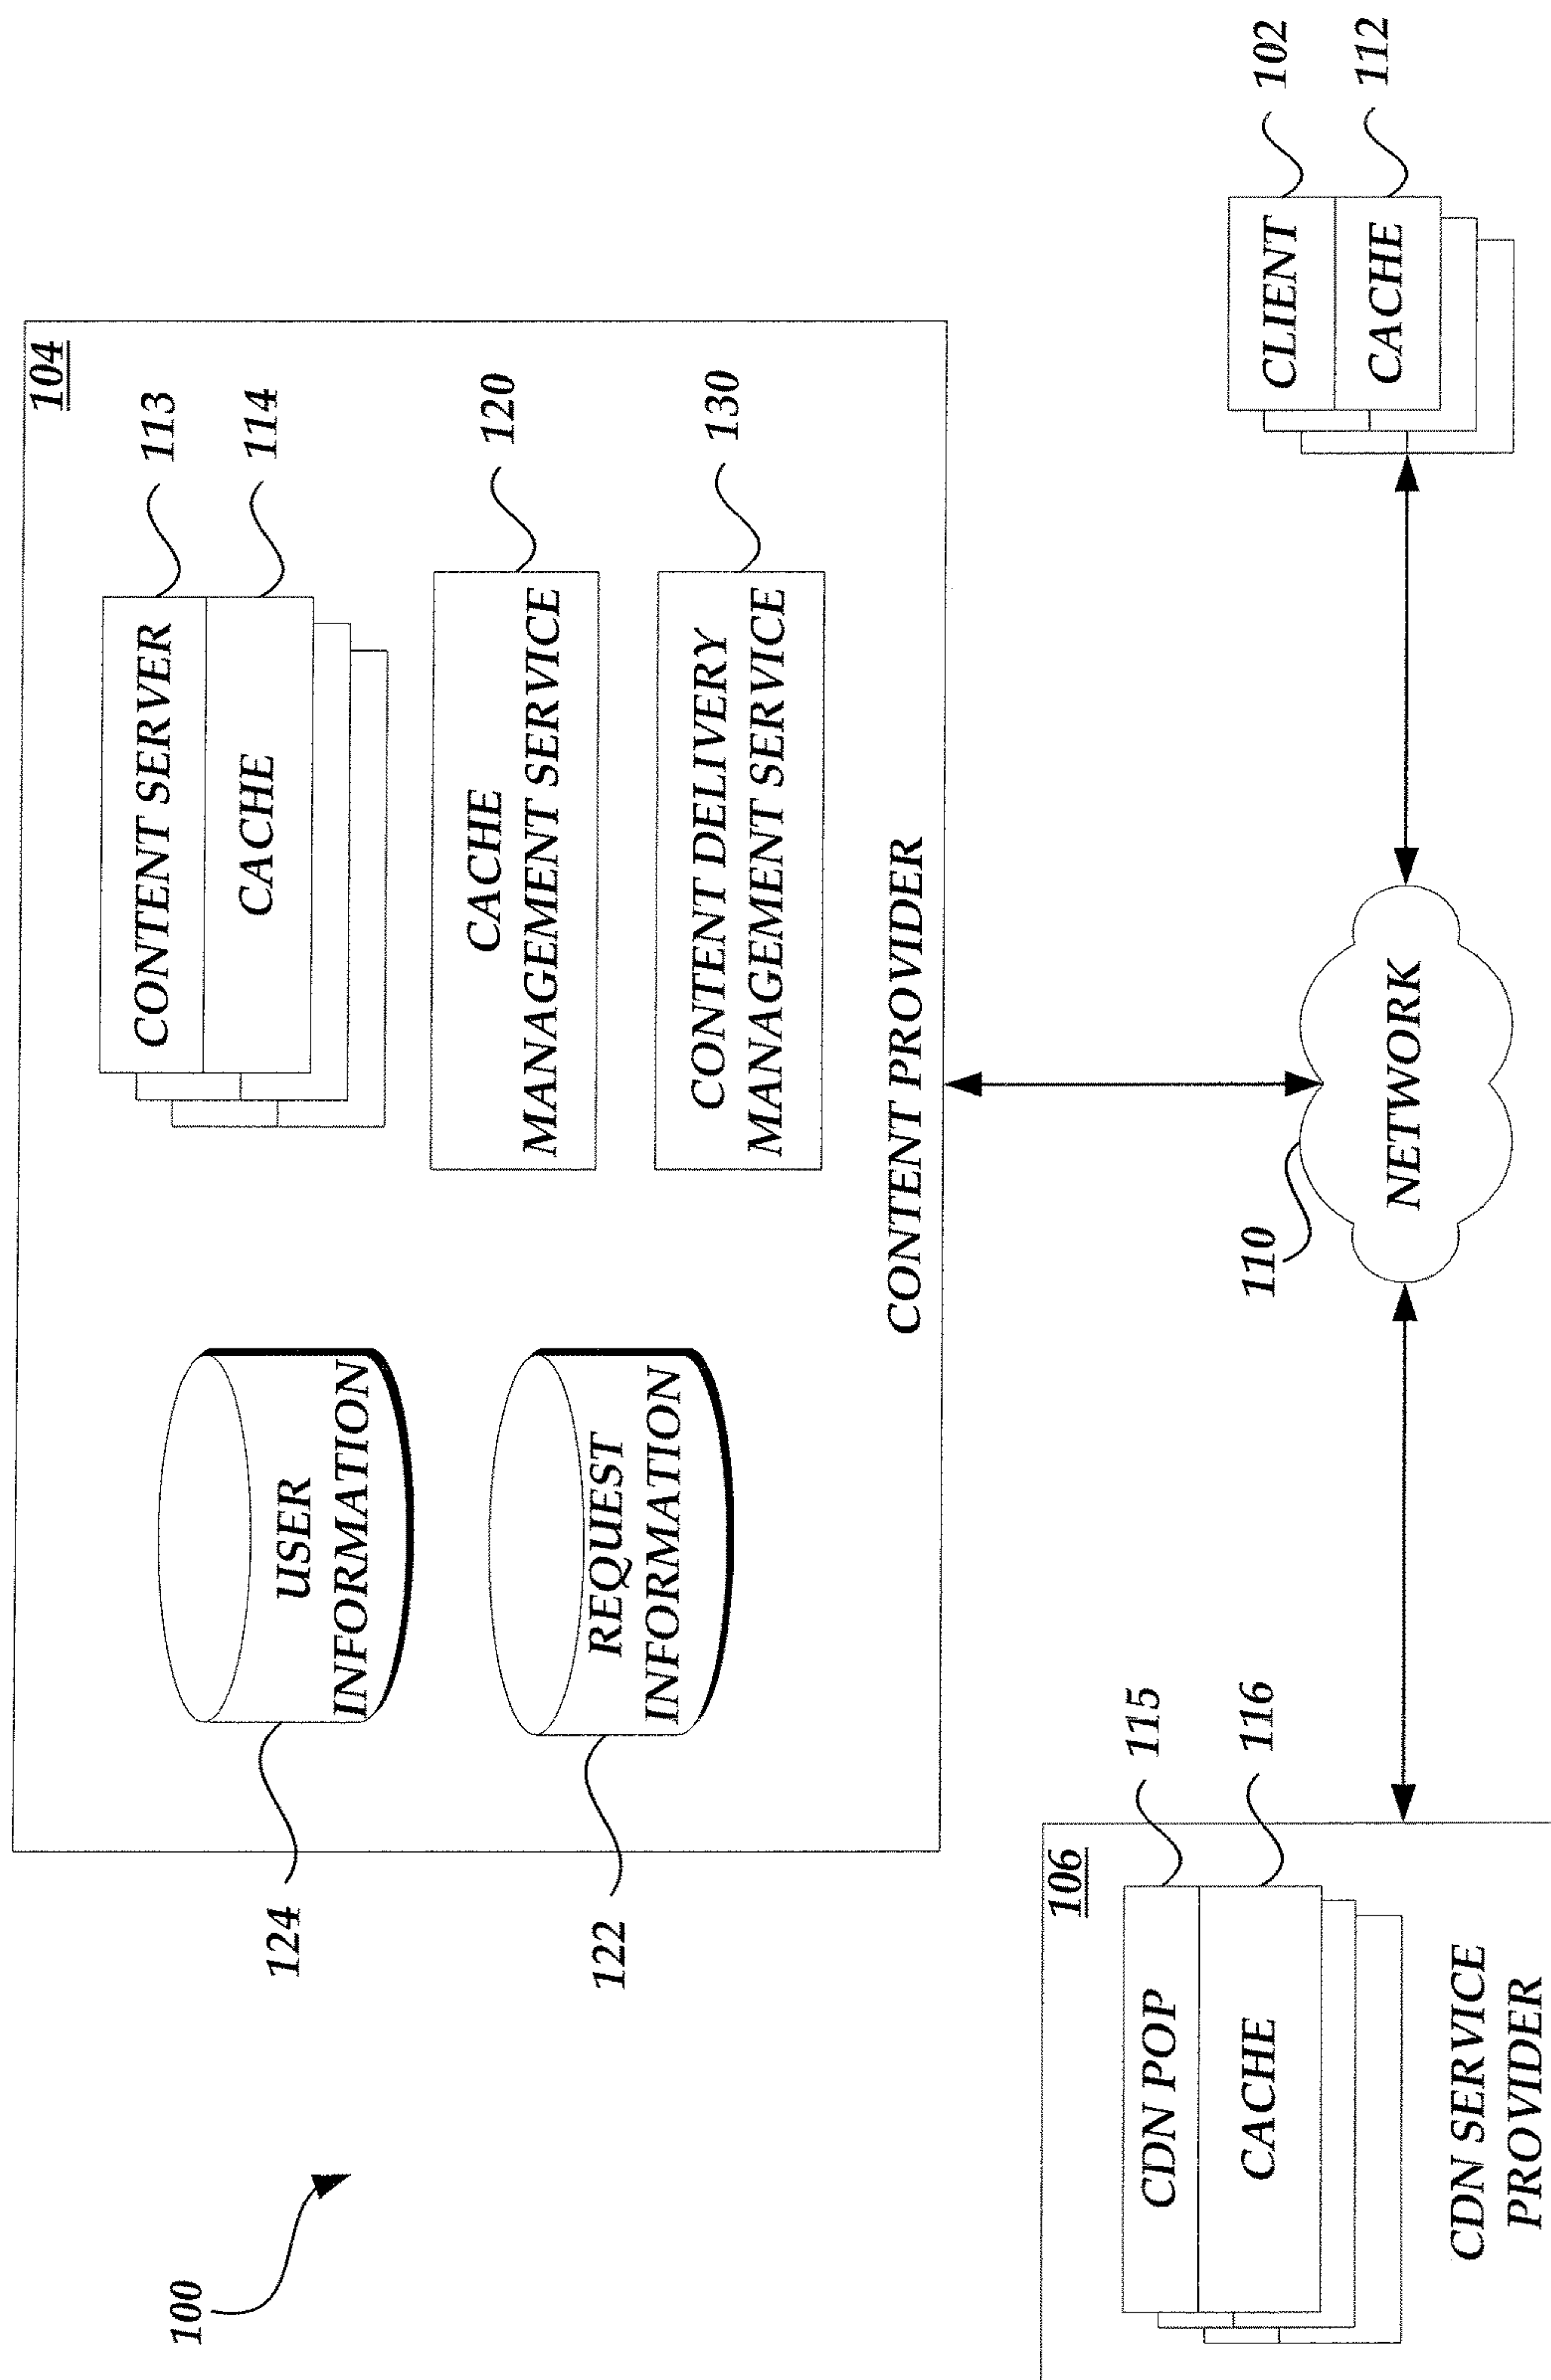 100
104
124
USER
INFORMATION
122
REQUEST
INFORMATION
CONTENT SERVER
113
CACHE
114
CACHE
MANAGEMENT SERVICE
120
CONTENT DELIVERY
MANAGEMENT SERVICE
130
CONTENT PROVIDER
106
CDN POP
115
CACHE
116
CDN SERVICE
PROVIDER
110
NETWORK
CLIENT
102
CACHE
112